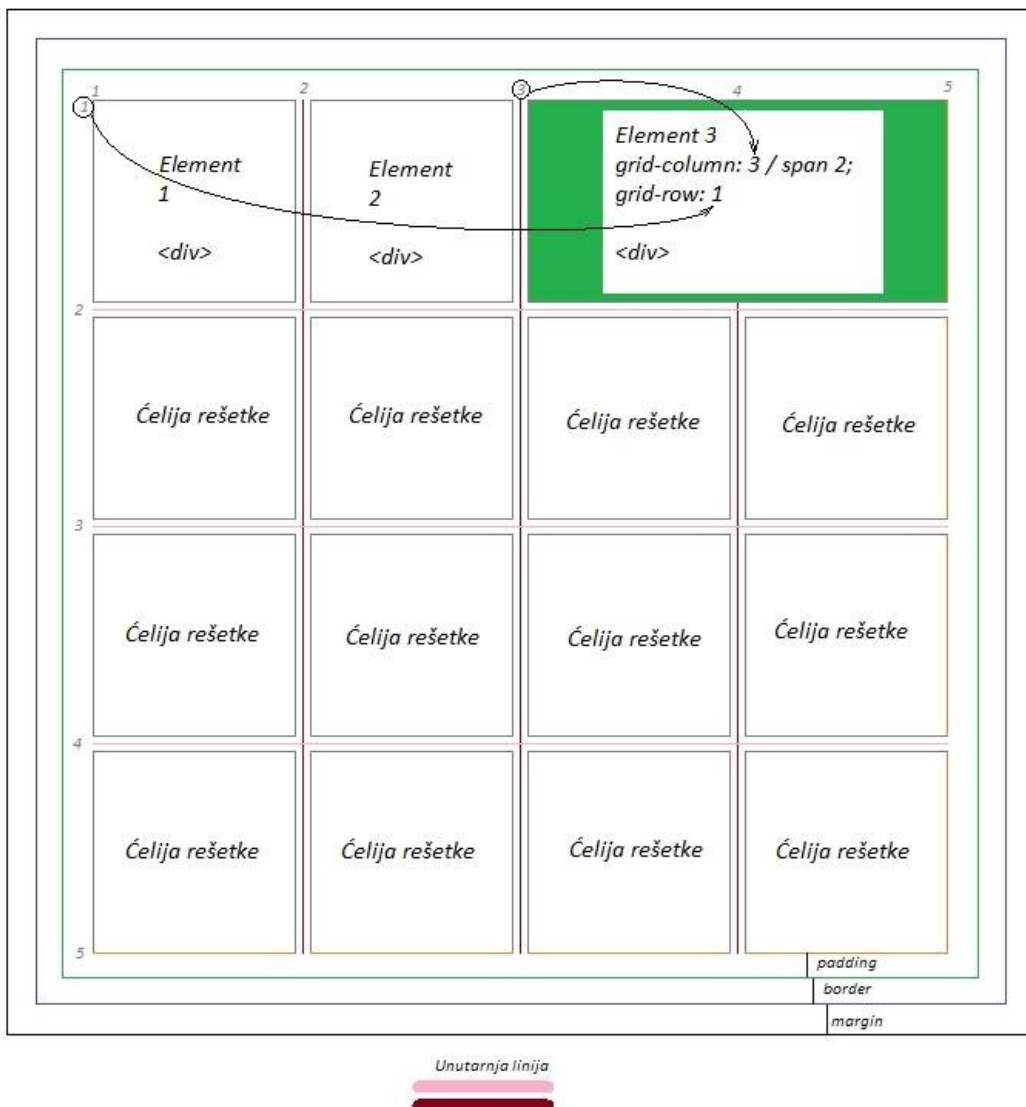 1
2
3
4
5
1
Element
1
<div>
Element
2
<div>
Element 3
grid-column: 3 / span 2;
grid-row: 1
<div>
2
Ćelija rešetke
Ćelija rešetke
Ćelija rešetke
Ćelija rešetke
3
Ćelija rešetke
Ćelija rešetke
Ćelija rešetke
Ćelija rešetke
4
Ćelija rešetke
Ćelija rešetke
Ćelija rešetke
Ćelija rešetke
5
padding
border
margin
Unutarnja linija